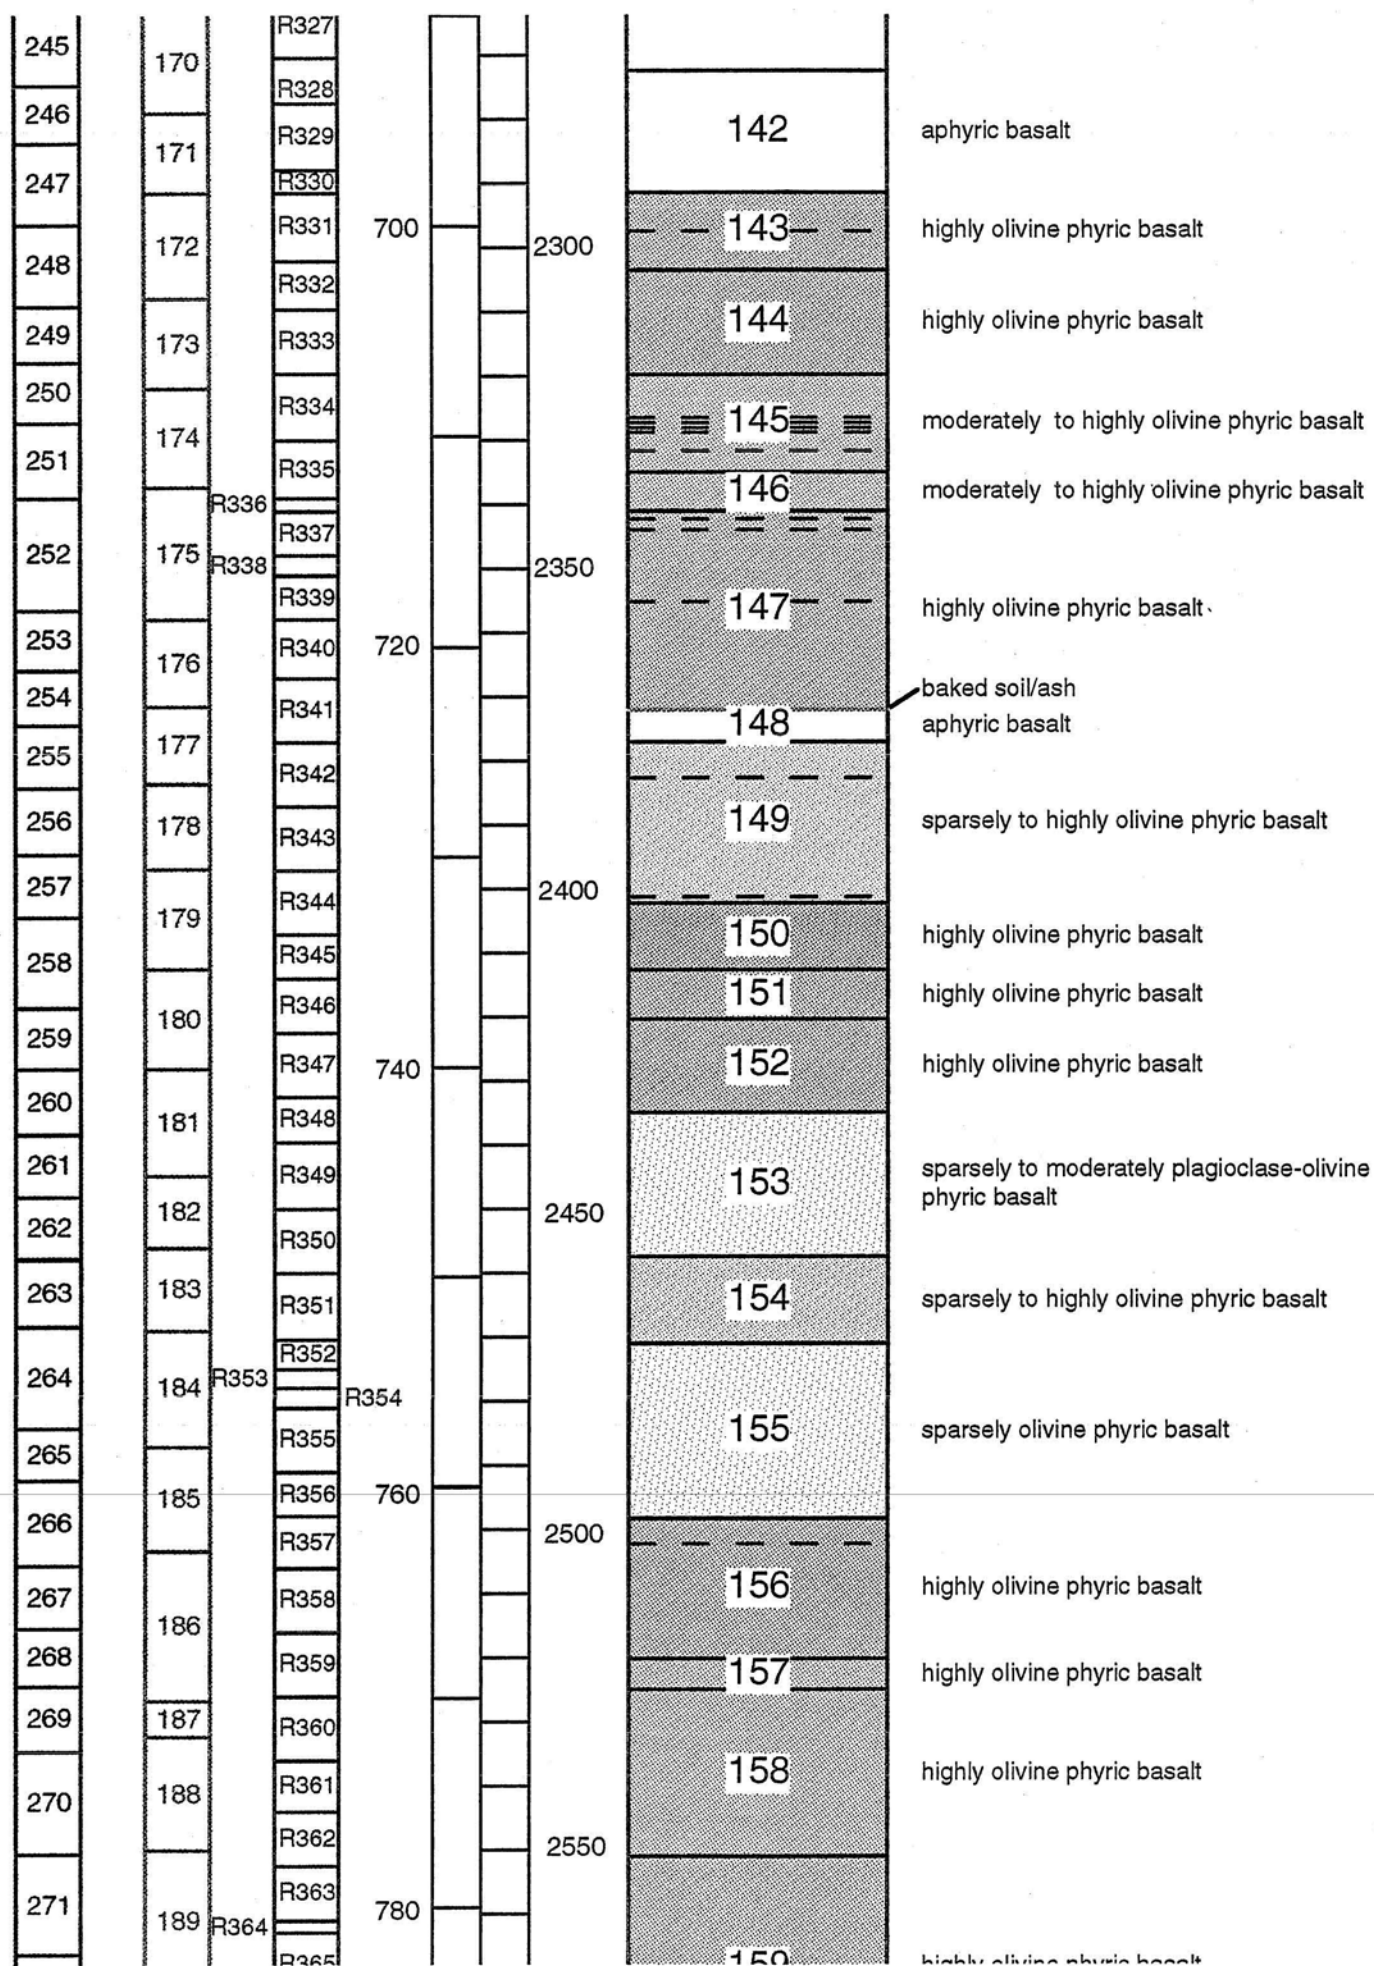 245
246
247
248
249
250
251
252
253
254
255
256
257
258
259
260
261
262
263
264
265
266
267
268
269
270
271
170
171
172
173
174
175
176
177
178
179
180
181
182
183
184
185
186
187
188
189
R327
R328
R329
R330
R331
R332
R333
R334
R335
R336
R337
R338
R339
R340
R341
R342
R343
R344
R345
R346
R347
R348
R349
R350
R351
R352
R353
R354
R355
R356
R357
R358
R359
R360
R361
R362
R363
R364
R365
700
720
740
760
780
2300
2350
2400
2450
2500
2550
142 aphyric basalt
143 highly olivine phyric basalt
144 highly olivine phyric basalt
145 moderately to highly olivine phyric basalt
146 moderately to highly olivine phyric basalt
147 highly olivine phyric basalt
baked soil/ash
148 aphyric basalt
149 sparsely to highly olivine phyric basalt
150 highly olivine phyric basalt
151 highly olivine phyric basalt
152 highly olivine phyric basalt
153 sparsely to moderately plagioclase-olivine
phyric basalt
154 sparsely to highly olivine phyric basalt
155 sparsely olivine phyric basalt
156 highly olivine phyric basalt
157 highly olivine phyric basalt
158 highly olivine phyric basalt
159 highly olivine phyric basalt